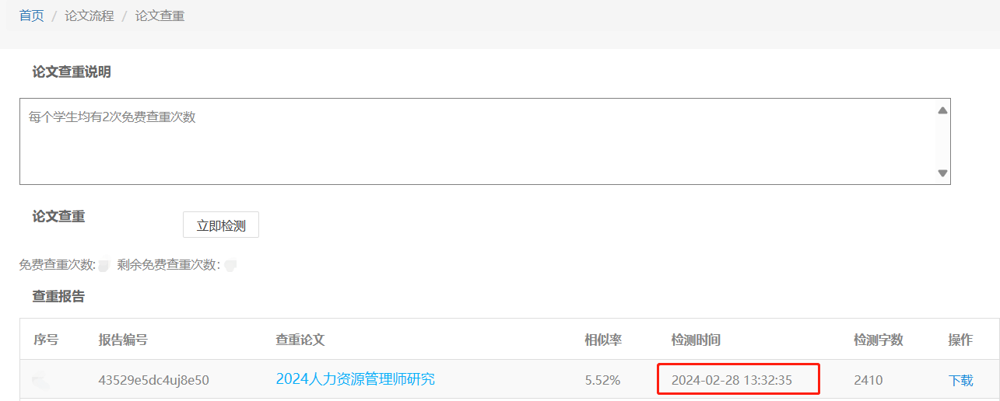 首页 / 论文流程 / 论文查重
论文查重说明
每个学生均有2次免费查重次数
论文查重 立即检测
免费查重次数: 剩余免费查重次数：
查重报告
序号 报告编号 查重论文 相似率 检测时间 检测字数 操作
43529e5dc4uj8e50 2024人力资源管理师研究 5.52% 2024-02-28 13:32:35 2410 下载